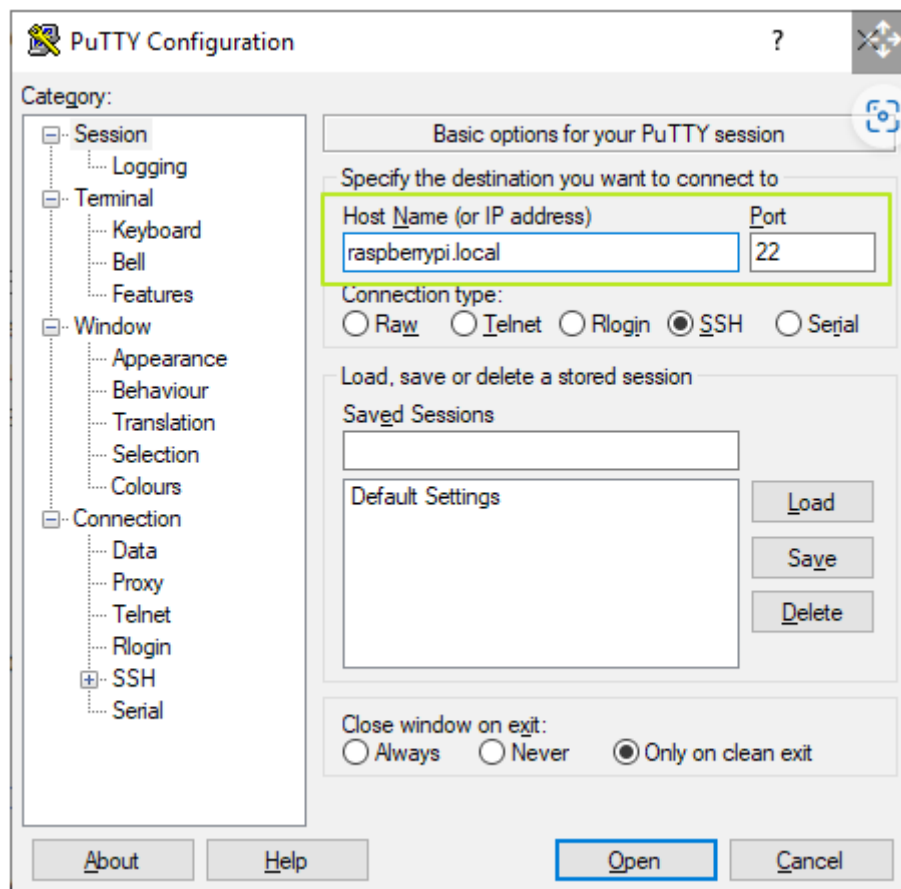 PuTTY Configuration
?
Category:
Session
Logging
Terminal
Keyboard
Bell
Features
Window
Appearance
Behaviour
Translation
Selection
Colours
Connection
Data
Proxy
Telnet
Rlogin
SSH
Serial
Basic options for your PuTTY session
Specify the destination you want to connect to
Host Name (or IP address) Port
raspberrypi.local 22
Connection type:
Raw Telnet Rlogin SSH Serial
Load, save or delete a stored session
Saved Sessions
Default Settings
Load
Save
Delete
Close window on exit:
Always Never Only on clean exit
About Help Open Cancel